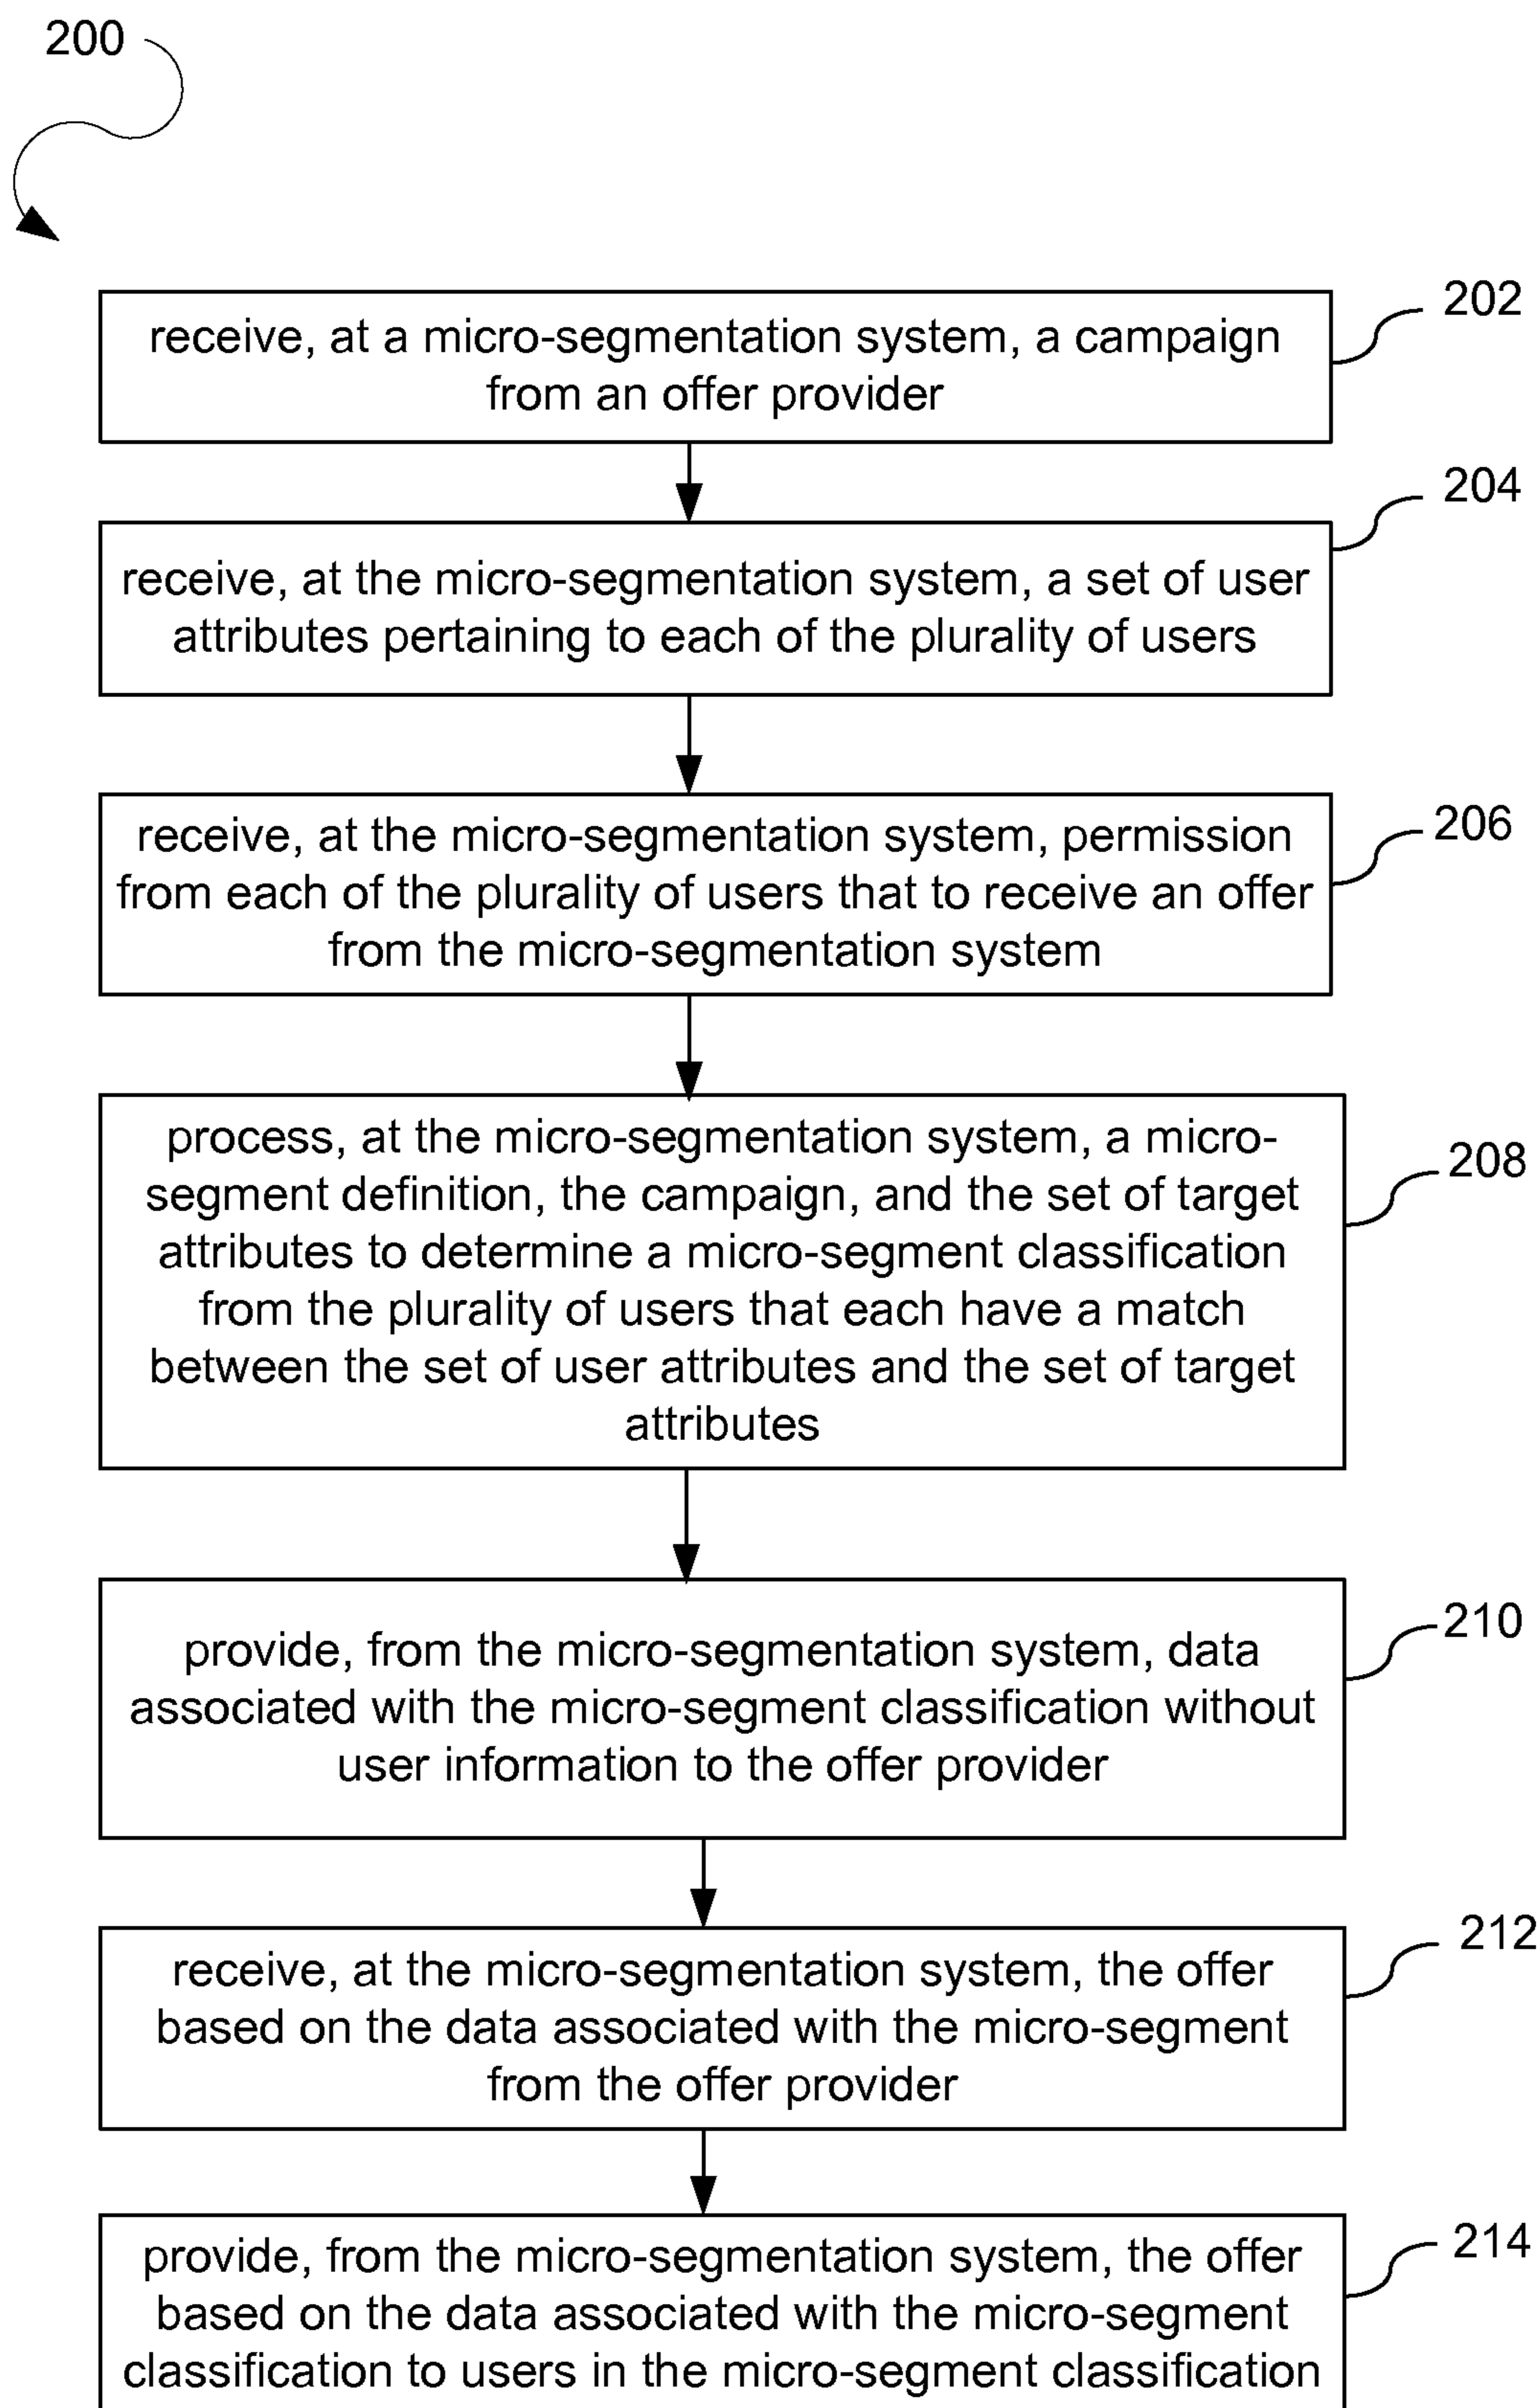 200
receive, at a micro-segmentation system, a campaign
from an offer provider
202
receive, at the micro-segmentation system, a set of user
attributes pertaining to each of the plurality of users
204
receive, at the micro-segmentation system, permission
from each of the plurality of users that to receive an offer
from the micro-segmentation system
206
process, at the micro-segmentation system, a micro-
segment definition, the campaign, and the set of target
attributes to determine a micro-segment classification
from the plurality of users that each have a match
between the set of user attributes and the set of target
attributes
208
provide, from the micro-segmentation system, data
associated with the micro-segment classification without
user information to the offer provider
210
receive, at the micro-segmentation system, the offer
based on the data associated with the micro-segment
from the offer provider
212
provide, from the micro-segmentation system, the offer
based on the data associated with the micro-segment
classification to users in the micro-segment classification
214